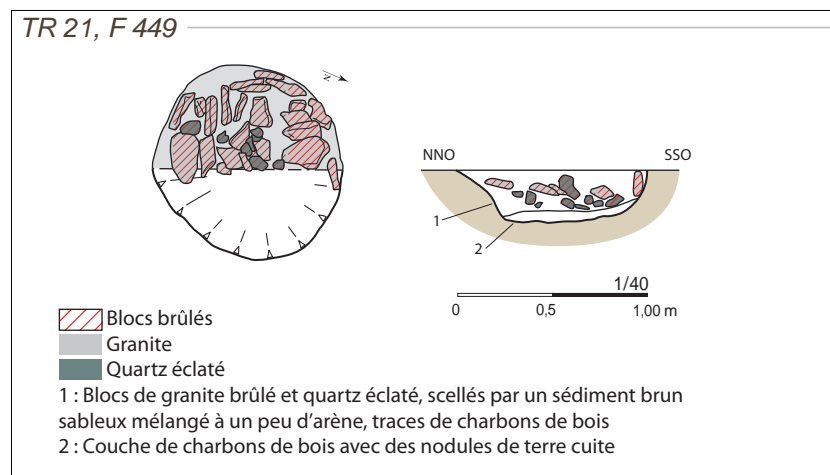 TR 21, F 449
N
NNO
SSO
1
2
1/40
0
0,5
1,00 m
Blocs brûlés
Granite
Quartz éclaté
1 : Blocs de granite brûlé et quartz éclaté, scellés par un sédiment brun
sableux mélangé à un peu d’arène, traces de charbons de bois
2 : Couche de charbons de bois avec des nodules de terre cuite